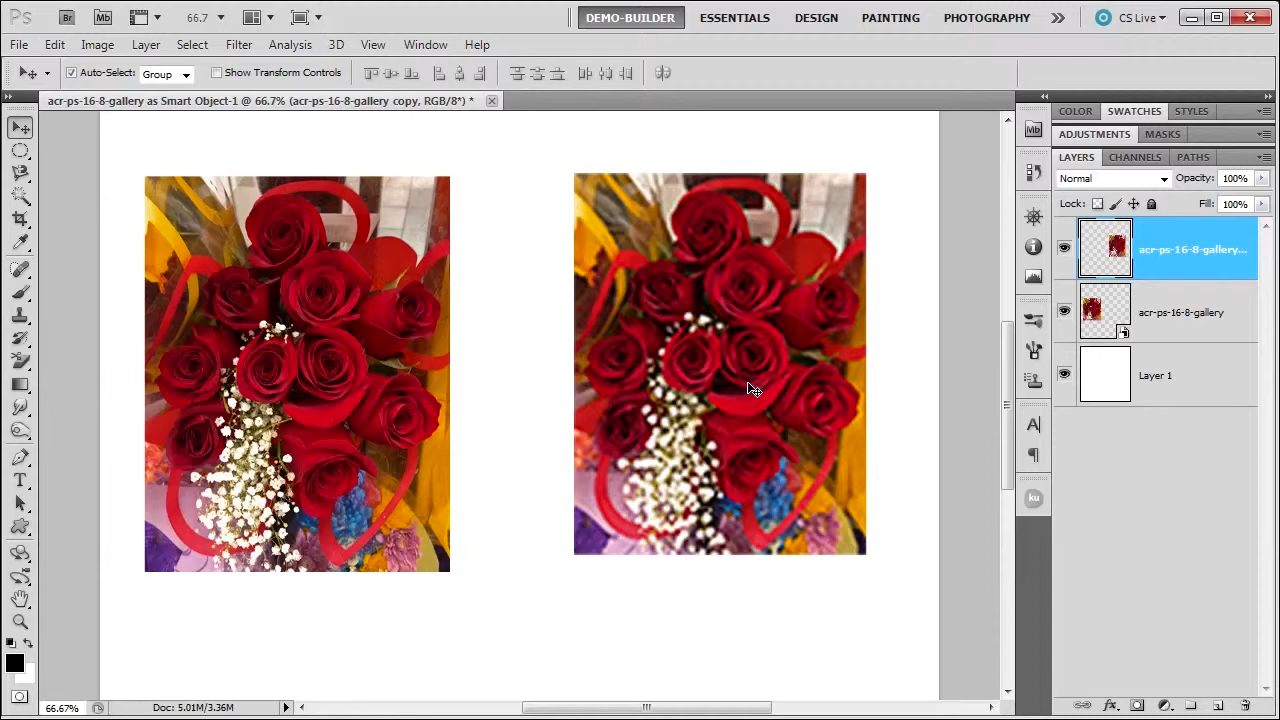 Ps Br Mb 66.7 DEMO-BUILDER ESSENTIALS DESIGN PAINTING PHOTOGRAPHY CS Live
File Edit Image Layer Select Filter Analysis 3D View Window Help
Auto-Select: Group Show Transform Controls
acr-ps-16-8-gallery as Smart Object-1 @ 66.7% (acr-ps-16-8-gallery copy, RGB/8*) *
COLOR SWATCHES STYLES
Mb
ADJUSTMENTS MASKS
LAYERS CHANNELS PATHS
Normal Opacity: 100%
Lock: Fill: 100%
acr-ps-16-8-gallery...
acr-ps-16-8-gallery
Layer 1
A
T
ku
66.67% Doc: 5.01M/3.36M
fx